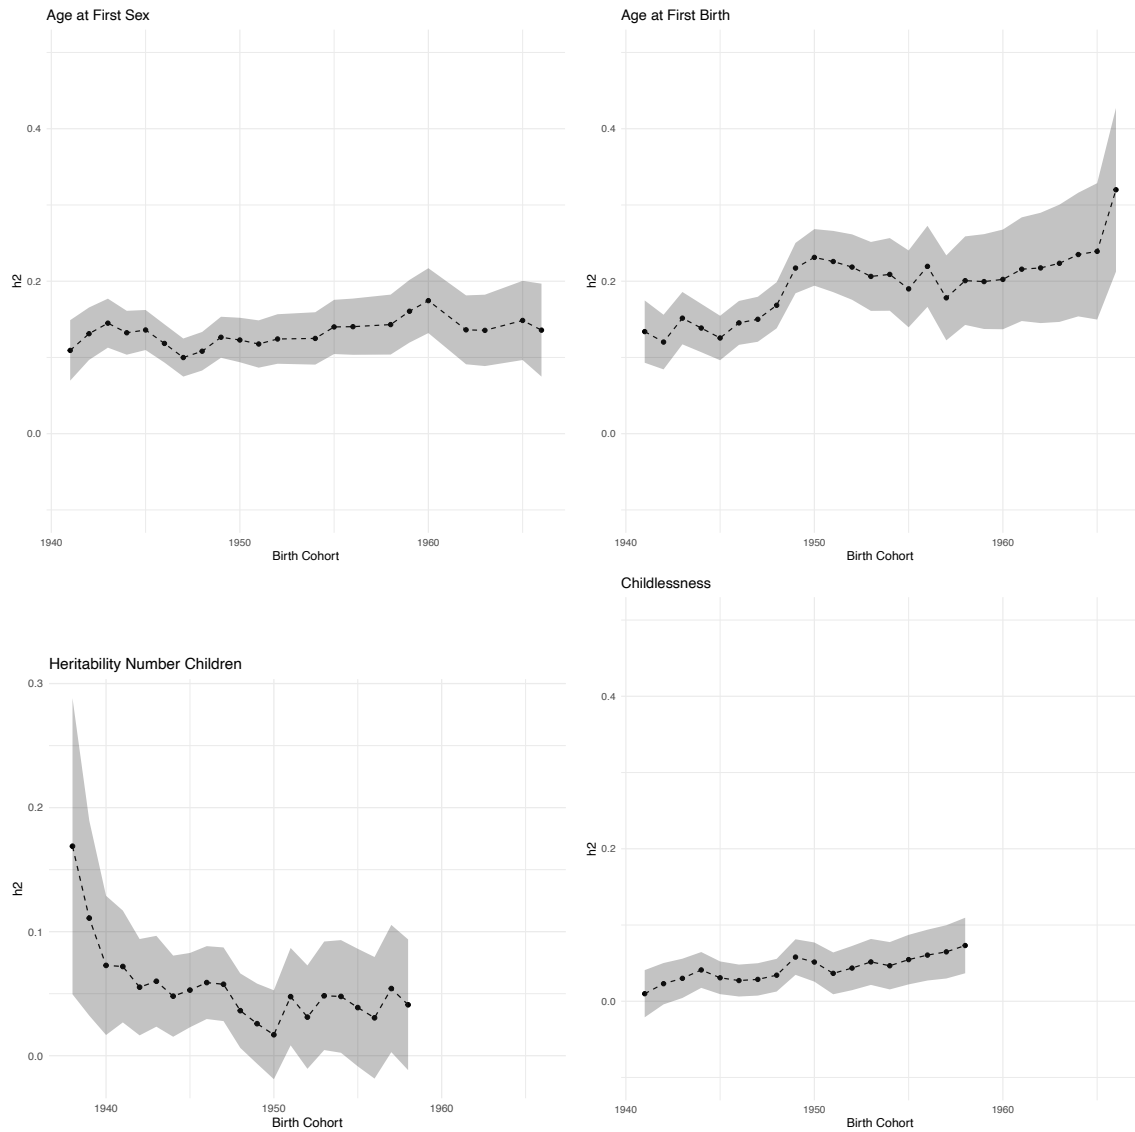 Age at First Sex
0.4
0.2
0.0
h2
1940
1950
1960
Birth Cohort
Age at First Birth
0.4
0.2
0.0
h2
1940
1950
1960
Birth Cohort
Heritability Number Children
0.3
0.2
0.1
0.0
h2
1940
1950
1960
Birth Cohort
Childlessness
0.4
0.2
0.0
h2
1940
1950
1960
Birth Cohort